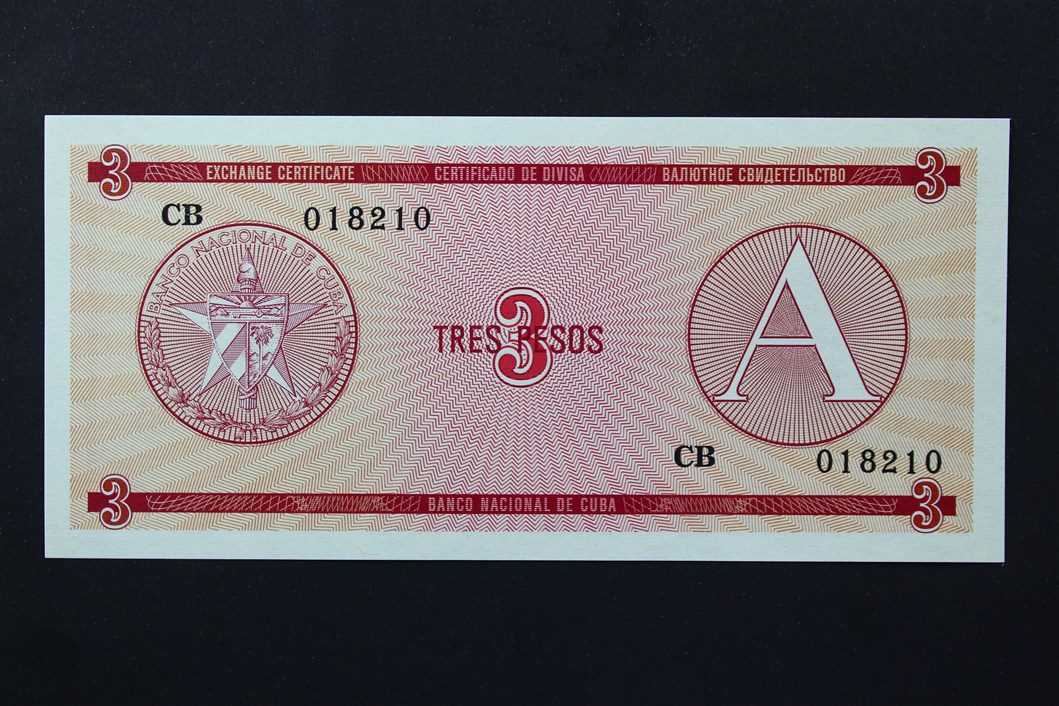 3 EXCHANGE CERTIFICATE CERTIFICADO DE DIVISA ВАЛЮТНОЕ СВИДЕТЕЛЬСТВО 3
CB 018210
BANCO NACIONAL DE CUBA
3
TRES PESOS
A
CB 018210
3 BANCO NACIONAL DE CUBA 3